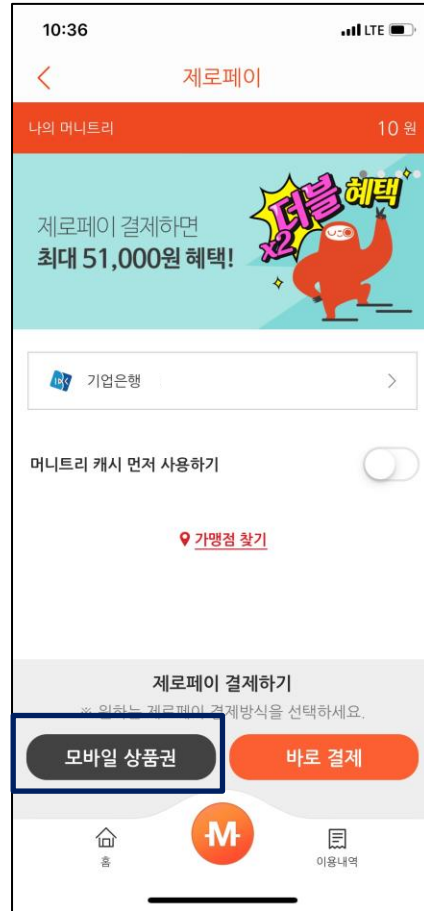 10:36
LTE
제로페이
나의 머니트리
10 원
더블 혜택
x2
제로페이 결제하면
최대 51,000원 혜택!
기업은행
머니트리 캐시 먼저 사용하기
가맹점 찾기
제로페이 결제하기
※ 원하는 제로페이 결제방식을 선택하세요.
모바일 상품권
바로 결제
M
홈
이용내역